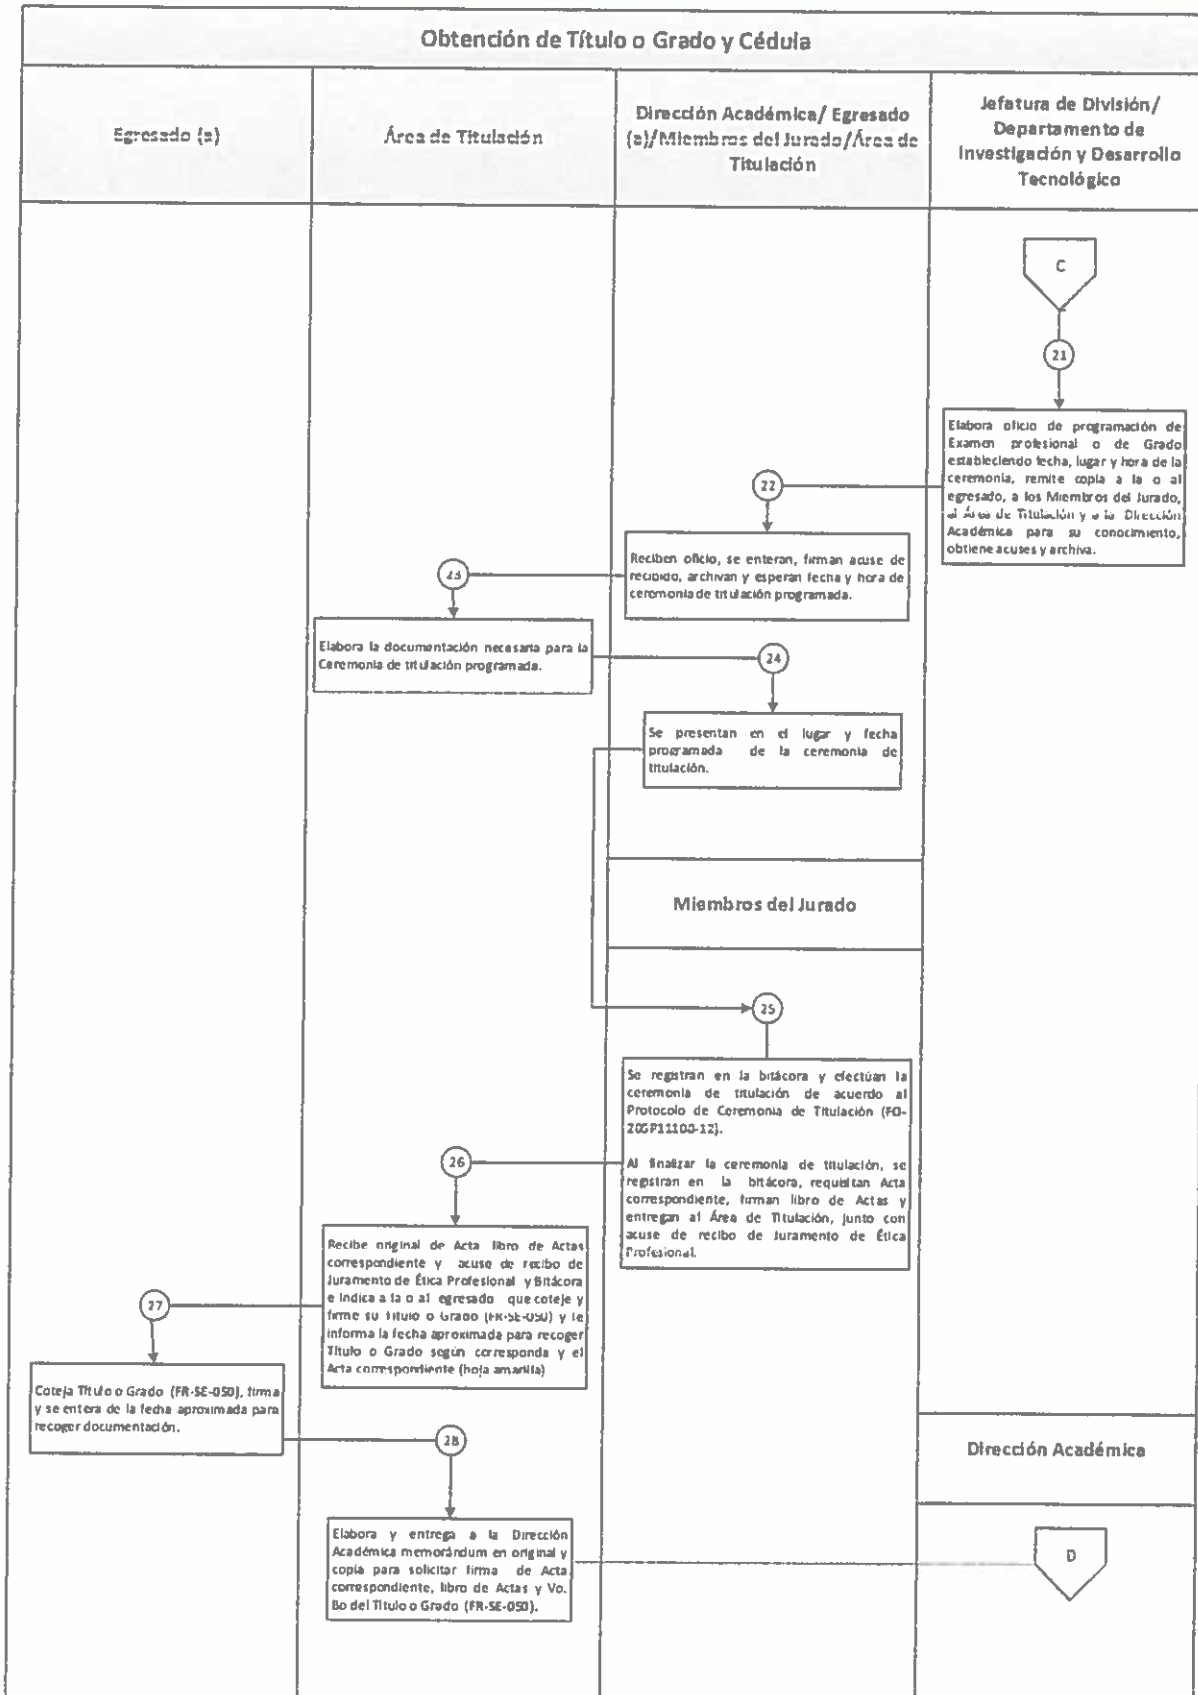 Obtención de Título o Grado y Cédula
Egresado (a)
Área de Titulación
Dirección Académica/ Egresado
(a)/Miembros del Jurado/Área de
Titulación
Jefatura de División/
Departamento de
Investigación y Desarrollo
Tecnológico
C
21
Elabora oficio de programación de
Examen profesional o de Grado
estableciendo fecha, lugar y hora de la
ceremonia, remite copia a la o al
egresado, a los Miembros del Jurado,
al Área de Titulación y a la Dirección
Académica para su conocimiento,
obtiene acuses y archiva.
22
Reciben oficio, se enteran, firman acuse de
recibido, archivan y esperan fecha y hora de
ceremonia de titulación programada.
23
Elabora la documentación necesaria para la
Ceremonia de titulación programada.
24
Se presentan en el lugar y fecha
programada de la ceremonia de
titulación.
Miembros del Jurado
25
Se registran en la bitácora y efectúan la
ceremonia de titulación de acuerdo al
Protocolo de Ceremonia de Titulación (FO-
205P11100-12).
Al finalizar la ceremonia de titulación, se
registran en la bitácora, requisitan Acta
correspondiente, firman libro de Actas y
entregan al Área de Titulación, junto con
acuse de recibo de Juramento de Ética
Profesional.
26
Recibe original de Acta libro de Actas
correspondiente y acuse de recibo de
Juramento de Ética Profesional y Bitácora
e indica a la o al egresado que coteje y
firme su Título o Grado (FR-SE-050) y le
informa la fecha aproximada para recoger
Título o Grado según corresponda y el
Acta correspondiente (hoja amarilla)
27
Coteja Título o Grado (FR-SE-050), firma
y se entera de la fecha aproximada para
recoger documentación.
28
Elabora y entrega a la Dirección
Académica memorándum en original y
copia para solicitar firma de Acta
correspondiente, libro de Actas y Vo.
Bo del Título o Grado (FR-SE-050).
Dirección Académica
D